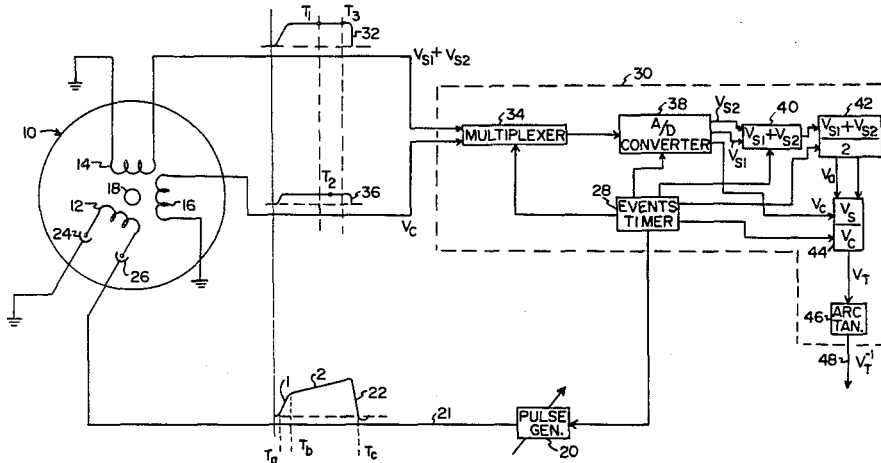 T1 T3
32
VS1+VS2
30
10
14
34
MULTIPLEXER
38
A/D
CONVERTER
VS2
VS1
40
VS1+VS2
42
VS1+VS2
2
18
16
12
24
26
T2
36
VC
28
EVENTS
TIMER
Va
VC
VS
VC
44
VT
46
ARC
TAN.
48
VT-1
1
2
22
21
PULSE
GEN.
20
Ta Tb Tc